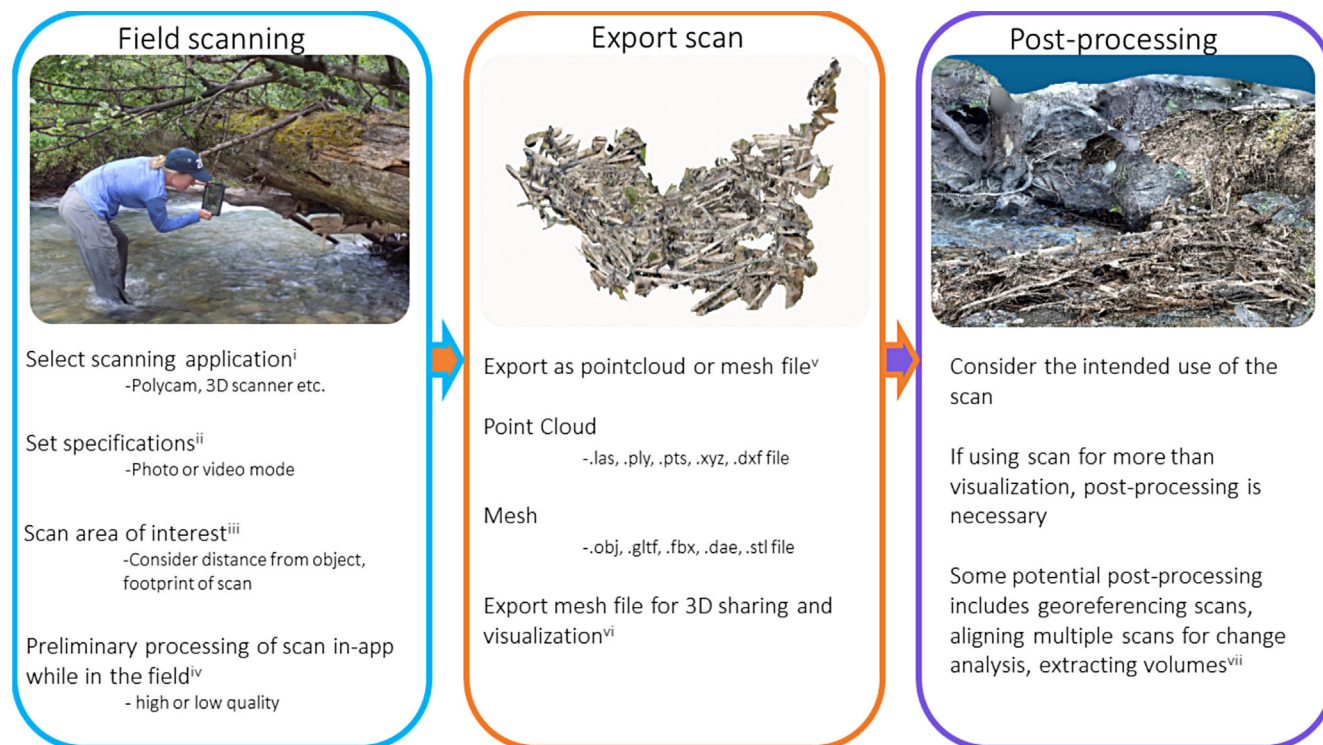 Field scanning
Select scanning applicationⁱ
-Polycam, 3D scanner etc.
Set specificationsⁱⁱ
-Photo or video mode
Scan area of interestⁱⁱⁱ
-Consider distance from object,
footprint of scan
Preliminary processing of scan in-app
while in the fieldⁱᵛ
- high or low quality
Export scan
Export as pointcloud or mesh fileᵛ
Point Cloud
-.las, .ply, .pts, .xyz, .dxf file
Mesh
-.obj, .gltf, .fbx, .dae, .stl file
Export mesh file for 3D sharing and
visualizationᵛⁱ
Post-processing
Consider the intended use of the
scan
If using scan for more than
visualization, post-processing is
necessary
Some potential post-processing
includes georeferencing scans,
aligning multiple scans for change
analysis, extracting volumesᵛⁱⁱ